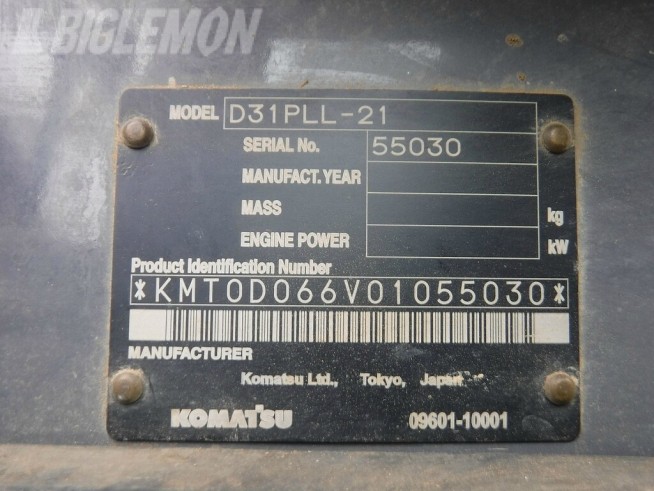 BIGLEMON
MODEL D31PLL-21
SERIAL No. 55030
MANUFACT. YEAR
MASS kg
ENGINE POWER kW
Product Identification Number
*KMT0D066V01055030*
MANUFACTURER
Komatsu Ltd., Tokyo, Japan
KOMATSU 09601-10001